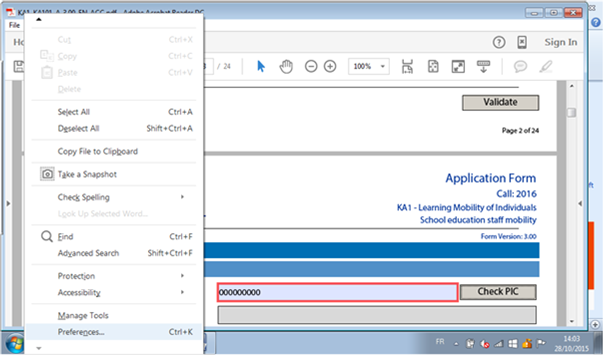 KA1_KA101_A_3.00_EN_ACC.pdf - Adobe Acrobat Reader DC
File
Sign In
/ 24
100%
Cut Ctrl+X
Copy Ctrl+C
Paste Ctrl+V
Delete
Select All Ctrl+A
Deselect All Shift+Ctrl+A
Copy File to Clipboard
Take a Snapshot
Check Spelling
Look Up Selected Word...
Find Ctrl+F
Advanced Search Shift+Ctrl+F
Protection
Accessibility
Manage Tools
Preferences... Ctrl+K
Validate
Page 2 of 24
Application Form
Call: 2016
KA1 - Learning Mobility of Individuals
School education staff mobility
Form Version: 3.00
000000000
Check PIC
FR
14:03
28/10/2015